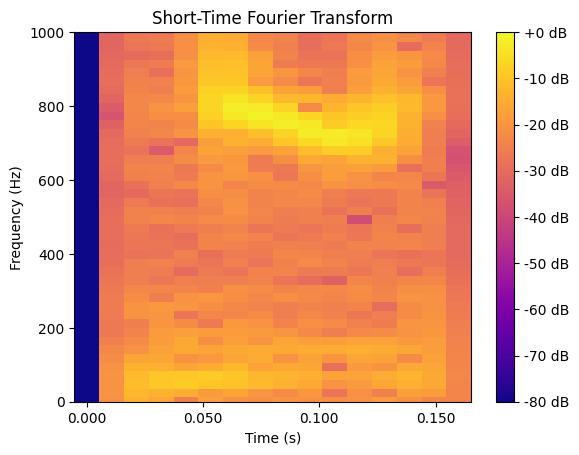 Short-Time Fourier Transform
1000
800
600
400
200
0
Frequency (Hz)
0.000
0.050
0.100
0.150
Time (s)
+0 dB
-10 dB
-20 dB
-30 dB
-40 dB
-50 dB
-60 dB
-70 dB
-80 dB